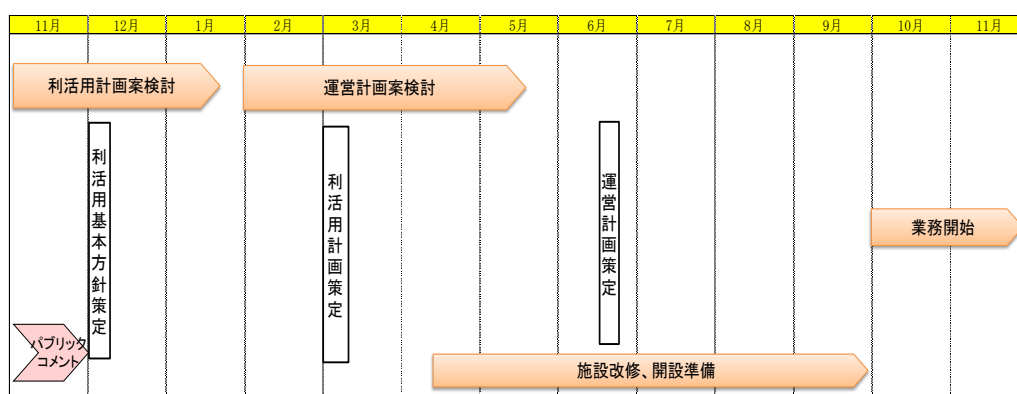 11月 12月 1月 2月 3月 4月 5月 6月 7月 8月 9月 10月 11月
利活用計画案検討
運営計画案検討
利活用基本方針策定
利活用計画策定
運営計画策定
業務開始
パブリック
コメント
施設改修、開設準備